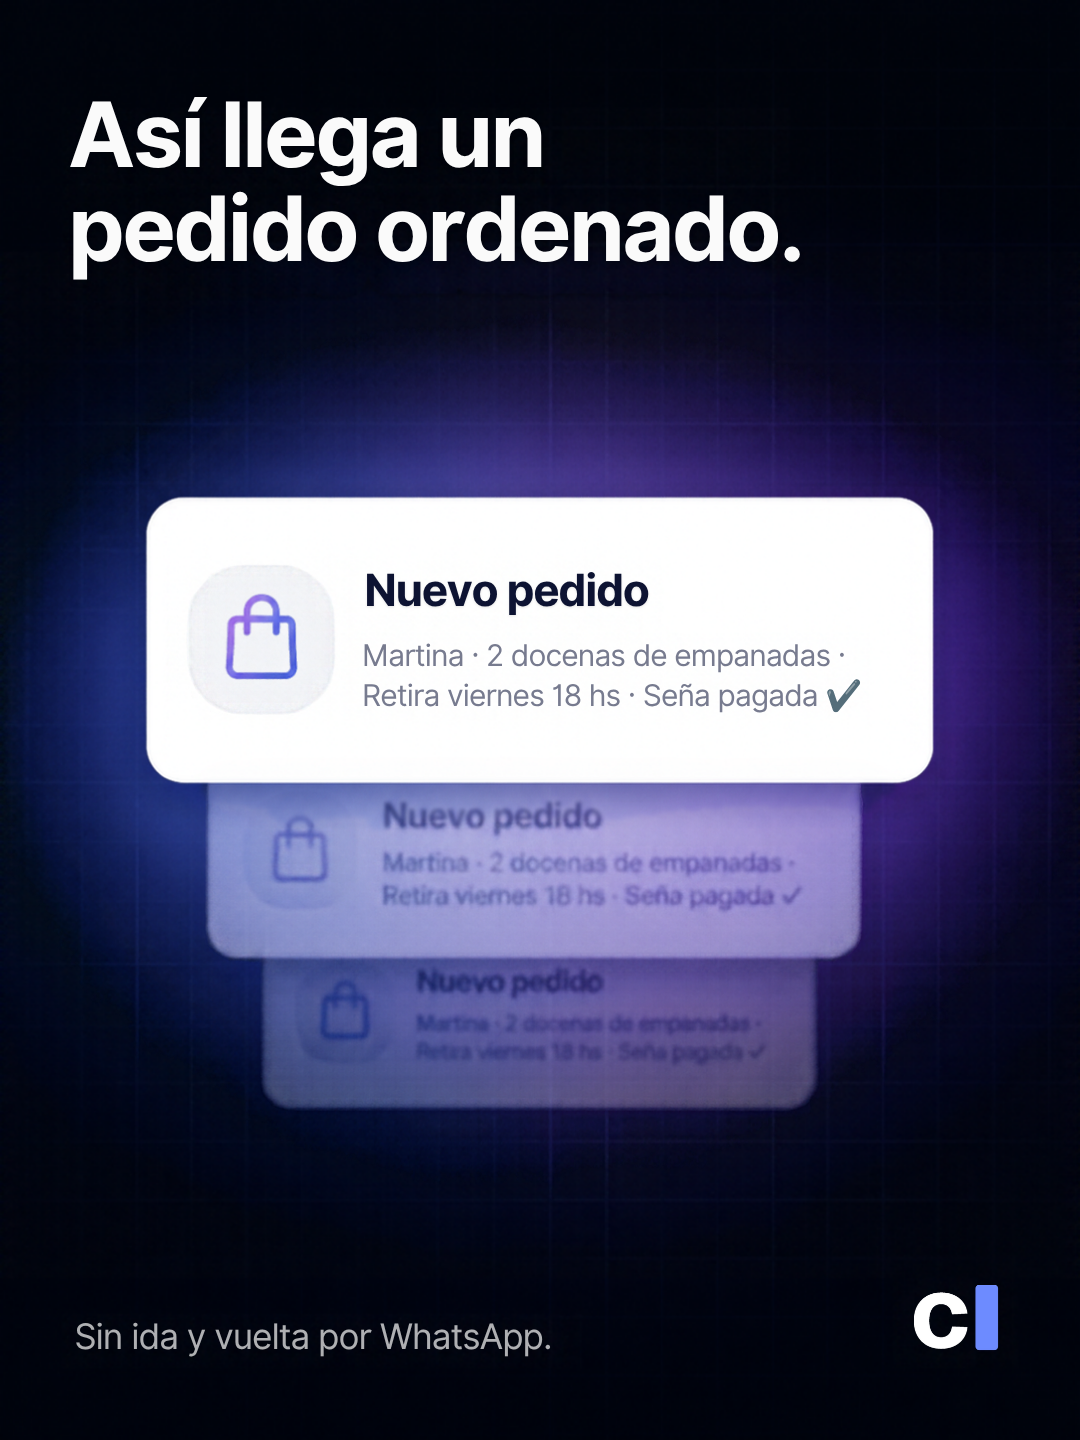 Así llega un
pedido ordenado.
Nuevo pedido
Martina · 2 docenas de empanadas ·
Retira viernes 18 hs · Seña pagada ✔
Nuevo pedido
Martina · 2 docenas de empanadas ·
Retira viernes 18 hs · Seña pagada ✓
Nuevo pedido
Martina · 2 docenas de empanadas ·
Retira viernes 18 hs · Seña pagada ✓
Sin ida y vuelta por WhatsApp.
c